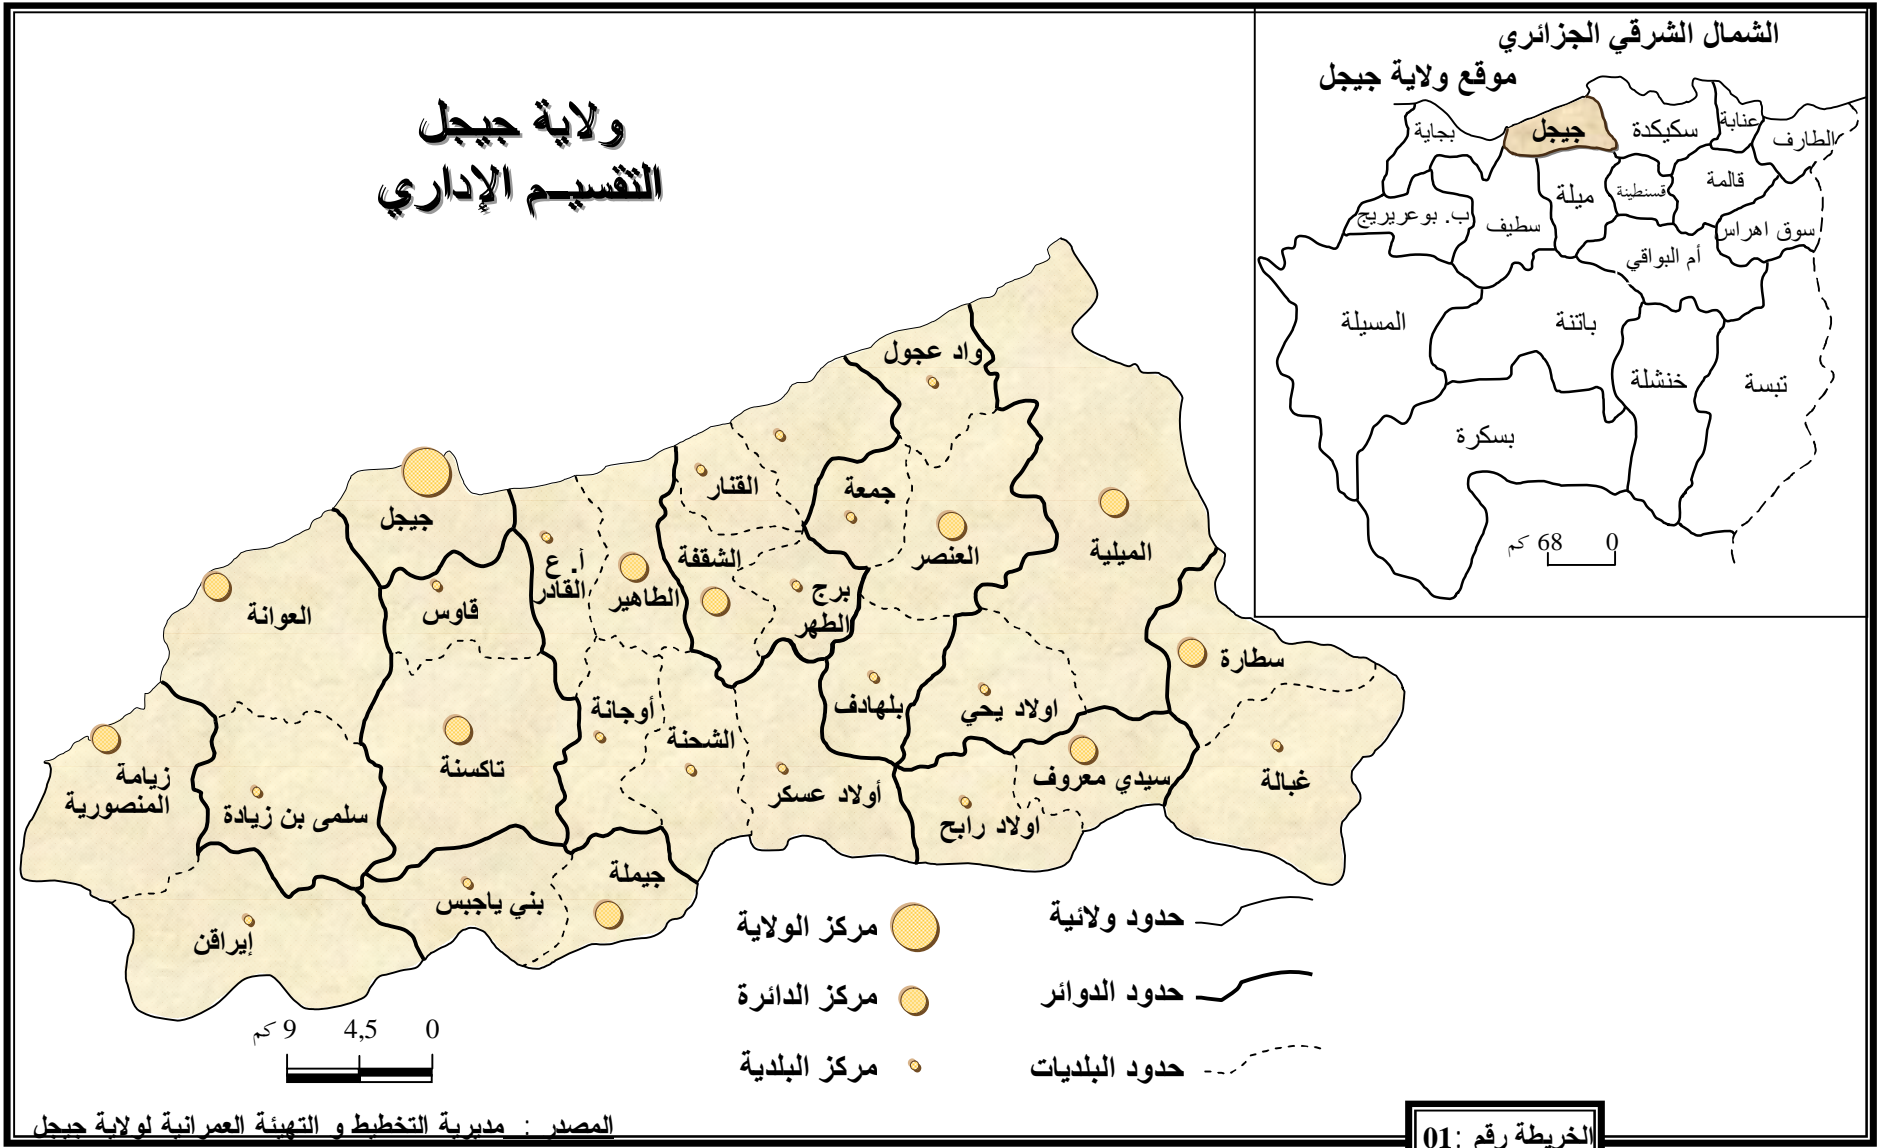 ولاية جيجل
التقسيـم الإداري
الشمال الشرقي الجزائري
موقع ولاية جيجل
بجاية
جيجل
سكيكدة
عنابة
الطارف
ب. بوعريريج
سطيف
ميلة
قسنطينة
قالمة
سوق اهراس
أم البواقي
المسيلة
باتنة
خنشلة
تبسة
بسكرة
0 68 كم
واد عجول
القنار
جمعة
العنصر
الميلية
جيجل
الشقفة
أ. ع
القادر
الطاهير
برج
الطهر
العوانة
قاوس
سطارة
أوجانة
الشحنة
بلهادف
اولاد يحي
زيامة
المنصورية
سلمى بن زيادة
تاكسنة
أولاد عسكر
سيدي معروف
غبالة
اولاد رابح
جيملة
بني ياجبس
إيراقن
حدود ولائية
مركز الولاية
حدود الدوائر
مركز الدائرة
حدود البلديات
مركز البلدية
0 4,5 9 كم
المصدر : مديرية التخطيط و التهيئة العمرانية لولاية جيجل
الخريطة رقم :01